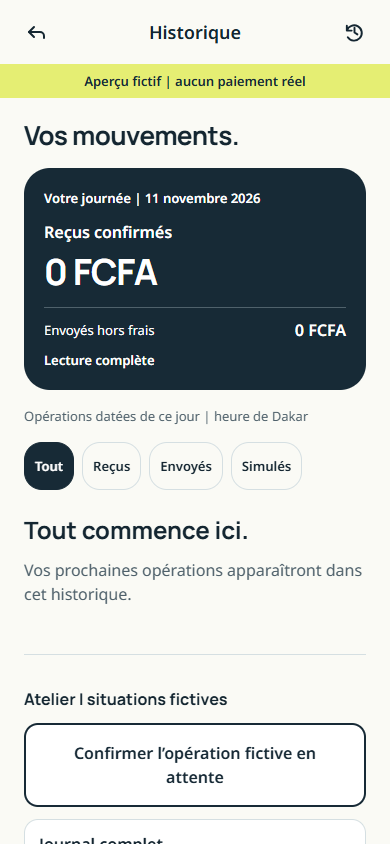 Historique
Aperçu fictif | aucun paiement réel
Vos mouvements.
Votre journée | 11 novembre 2026
Reçus confirmés
0 FCFA
Envoyés hors frais 0 FCFA
Lecture complète
Opérations datées de ce jour | heure de Dakar
Tout Reçus Envoyés Simulés
Tout commence ici.
Vos prochaines opérations apparaîtront dans
cet historique.
Atelier | situations fictives
Confirmer l’opération fictive en
attente
Journal complet